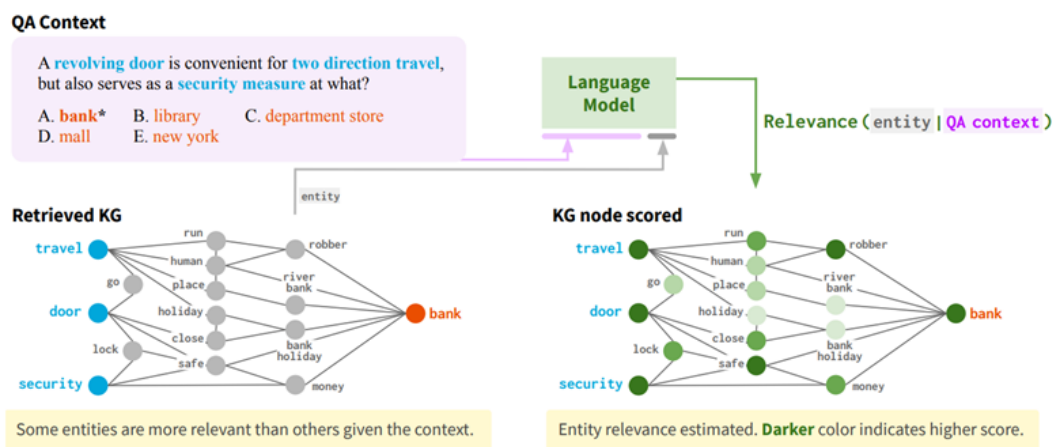 QA Context
A revolving door is convenient for two direction travel,
but also serves as a security measure at what?
A. bank* B. library C. department store
D. mall E. new york
Language
Model
Relevance(entity|QA context)
entity
Retrieved KG
travel
door
security
go
lock
run
human
place
holiday
close
safe
robber
river
bank
bank
holiday
money
bank
Some entities are more relevant than others given the context.
KG node scored
travel
door
security
go
lock
run
human
place
holiday
close
safe
robber
river
bank
bank
holiday
money
bank
Entity relevance estimated. Darker color indicates higher score.